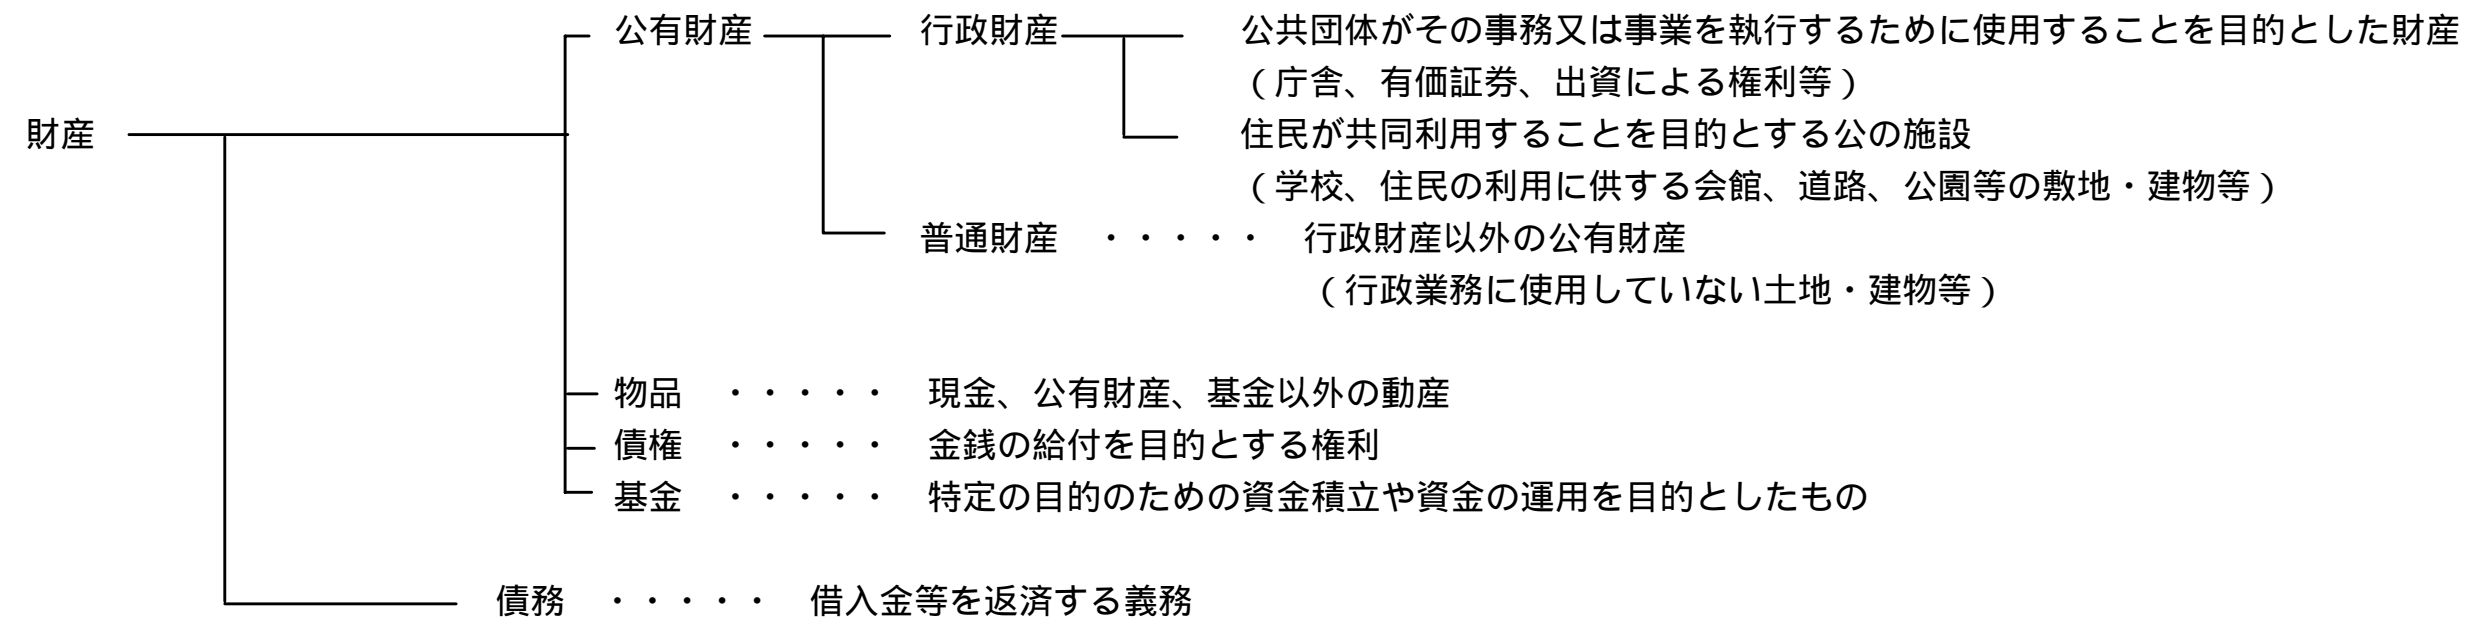 公有財産 行政財産 公共団体がその事務又は事業を執行するために使用することを目的とした財産
（庁舎、有価証券、出資による権利等）
財産 住民が共同利用することを目的とする公の施設
（学校、住民の利用に供する会館、道路、公園等の敷地・建物等）
普通財産 ・・・・・ 行政財産以外の公有財産
（行政業務に使用していない土地・建物等）
物品 ・・・・・ 現金、公有財産、基金以外の動産
債権 ・・・・・ 金銭の給付を目的とする権利
基金 ・・・・・ 特定の目的のための資金積立や資金の運用を目的としたもの
債務 ・・・・・ 借入金等を返済する義務